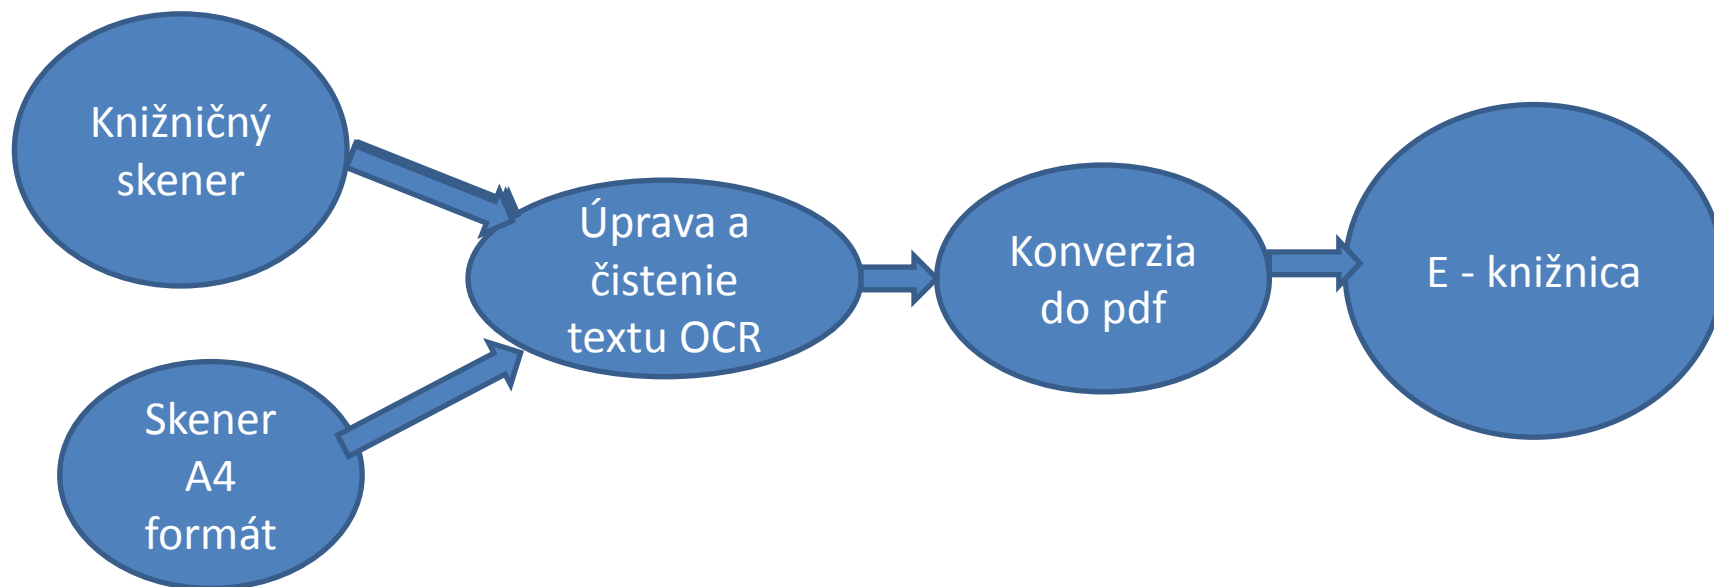 Knižničný
skener
Skener
A4
formát
Úprava a
čistenie
textu OCR
Konverzia
do pdf
E - knižnica